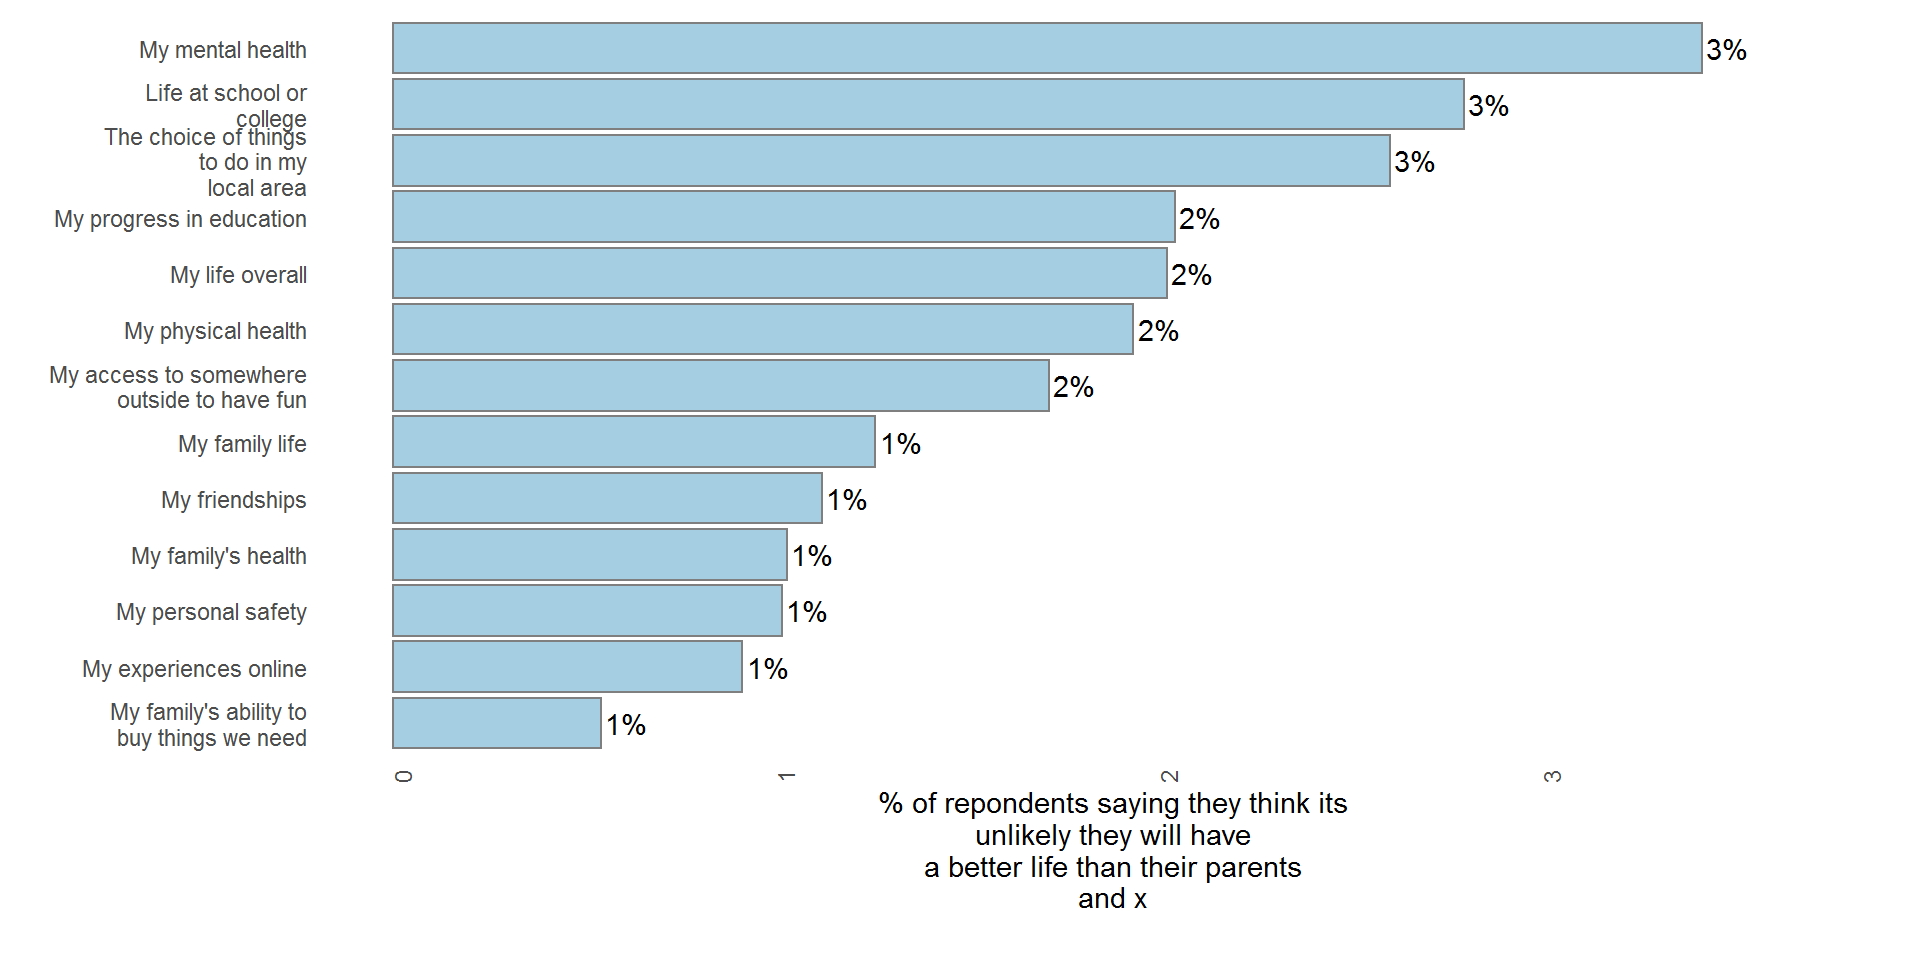 My mental health
3%
Life at school or
college
3%
The choice of things
to do in my
local area
3%
My progress in education
2%
My life overall
2%
My physical health
2%
My access to somewhere
outside to have fun
2%
My family life
1%
My friendships
1%
My family's health
1%
My personal safety
1%
My experiences online
1%
My family's ability to
buy things we need
1%
0
1
2
3
% of repondents saying they think its
unlikely they will have
a better life than their parents
and x